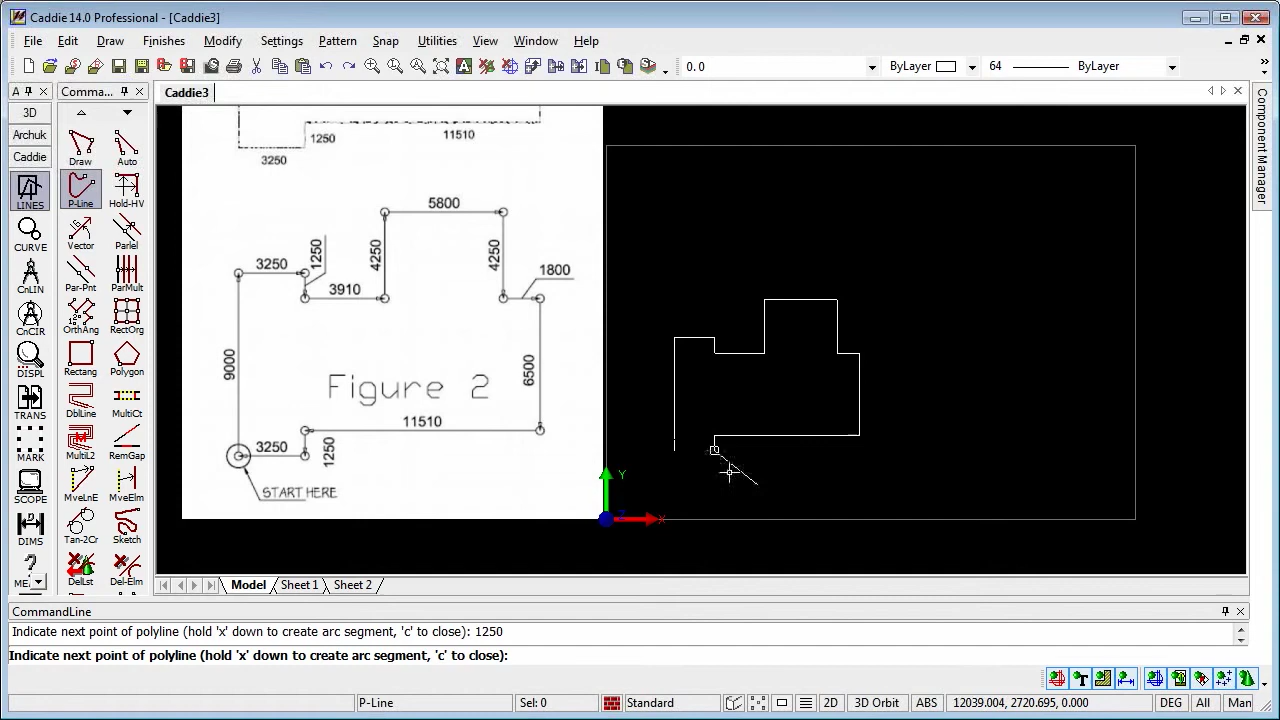 Caddie 14.0 Professional - [Caddie3]
File Edit Draw Finishes Modify Settings Pattern Snap Utilities View Window Help
0.0 ByLayer 64 ByLayer
A Comma... Caddie3
3D
Archuk
Caddie
LINES
CURVE
CnLIN
CnCIR
DISPL
TRANS
MARK
SCOPE
DIMS
Draw Auto
P-Line Hold-HV
Vector Parlel
Par-Pnt ParMult
OrthAng RectOrg
Rectang Polygon
DblLine MultiCt
MultiL2 RemGap
MveLnE MveElm
Tan-2Cr Sketch
DelLst Del-Elm
1250 11510
3250
5800
3250 1250 4250 4250 1800
3910
9000 6500
Figure 2
11510
3250 1250
START HERE
Y
Z X
ComponentManager
Model Sheet 1 Sheet 2
CommandLine
Indicate next point of polyline (hold 'x' down to create arc segment, 'c' to close): 1250
Indicate next point of polyline (hold 'x' down to create arc segment, 'c' to close):
P-Line Sel: 0 Standard 2D 3D Orbit ABS 12039.004, 2720.695, 0.000 DEG All Man